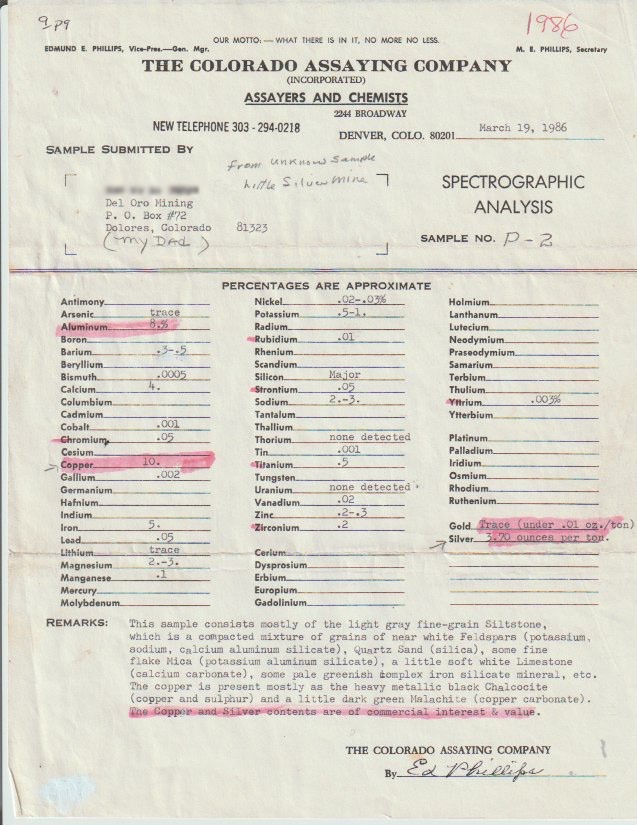 9 pg
1986
OUR MOTTO:— WHAT THERE IS IN IT, NO MORE NO LESS.
EDMUND E. PHILLIPS, Vice-Pres.—Gen. Mgr.
M. E. PHILLIPS, Secretary
THE COLORADO ASSAYING COMPANY
(INCORPORATED)
ASSAYERS AND CHEMISTS
2244 BROADWAY
NEW TELEPHONE 303 - 294-0218
DENVER, COLO. 80201 March 19, 1986
SAMPLE SUBMITTED BY
from unknown sample
Little Silver mine
Del Oro Mining
P. O. Box #72
Dolores, Colorado 81323
(my DAD)
SPECTROGRAPHIC
ANALYSIS
SAMPLE NO. P-2
PERCENTAGES ARE APPROXIMATE
Antimony
Arsenic trace
Aluminum 8.%
Boron
Barium .3-.5
Beryllium
Bismuth .0005
Calcium 4.
Columbium
Cadmium
Cobalt .001
Chromium .05
Cesium
Copper 10.
Gallium .002
Germanium
Hafnium
Indium
Iron 5.
Lead .05
Lithium trace
Magnesium 2.-3.
Manganese .1
Mercury
Molybdenum
Nickel .02-.03%
Potassium .5-1.
Radium
Rubidium .01
Rhenium
Scandium
Silicon Major
Strontium .05
Sodium 2.-3.
Tantalum
Thallium
Thorium none detected
Tin .001
Titanium .5
Tungsten
Uranium none detected
Vanadium .02
Zinc .2-.3
Zirconium .2
Cerium
Dysprosium
Erbium
Europium
Gadolinium
Holmium
Lanthanum
Lutecium
Neodymium
Praseodymium
Samarium
Terbium
Thulium
Yttrium .003%
Ytterbium
Platinum
Palladium
Iridium
Osmium
Rhodium
Ruthenium
Gold Trace (under .01 oz./ton)
Silver 3.70 ounces per ton.
REMARKS: This sample consists mostly of the light gray fine-grain Siltstone,
which is a compacted mixture of grains of near white Feldspars (potassium,
sodium, calcium aluminum silicate), Quartz Sand (silica), some fine
flake Mica (potassium aluminum silicate), a little soft white Limestone
(calcium carbonate), some pale greenish complex iron silicate mineral, etc.
The copper is present mostly as the heavy metallic black Chalcocite
(copper and sulphur) and a little dark green Malachite (copper carbonate).
The Copper and Silver contents are of commercial interest & value.
THE COLORADO ASSAYING COMPANY
By Ed Phillips